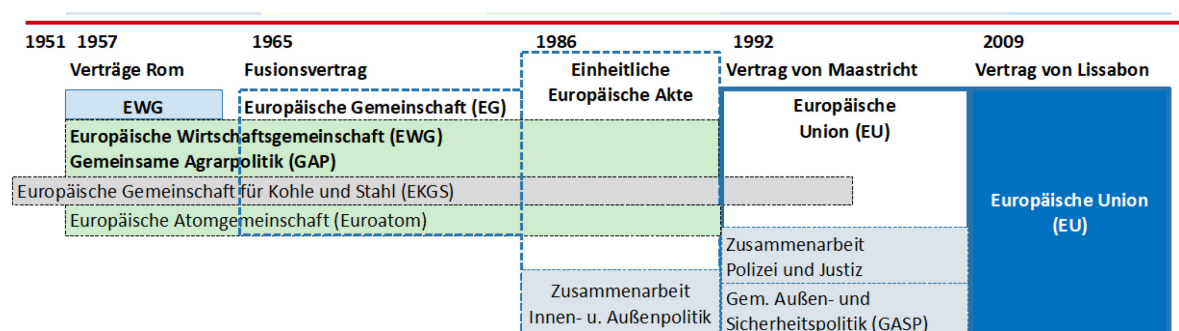 1951 1957 1965 1986 1992 2009
Verträge Rom Fusionsvertrag Einheitliche Vertrag von Maastricht Vertrag von Lissabon
Europäische Akte
EWG Europäische Gemeinschaft (EG) Europäische
Union (EU)
Europäische Wirtschaftsgemeinschaft (EWG)
Gemeinsame Agrarpolitik (GAP)
Europäische Gemeinschaft für Kohle und Stahl (EKGS)
Europäische Union
(EU)
Europäische Atomgemeinschaft (Euroatom)
Zusammenarbeit
Polizei und Justiz
Zusammenarbeit
Innen- u. Außenpolitik
Gem. Außen- und
Sicherheitspolitik (GASP)